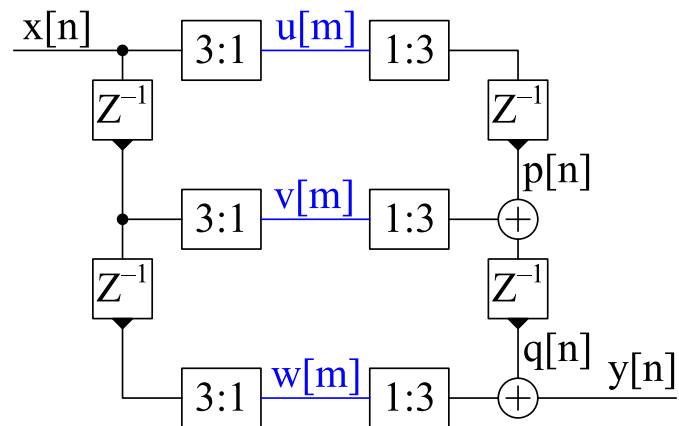 x[n] 3:1 u[m] 1:3
Z⁻¹ Z⁻¹
p[n]
3:1 v[m] 1:3 +
Z⁻¹ Z⁻¹
q[n]
3:1 w[m] 1:3 + y[n]